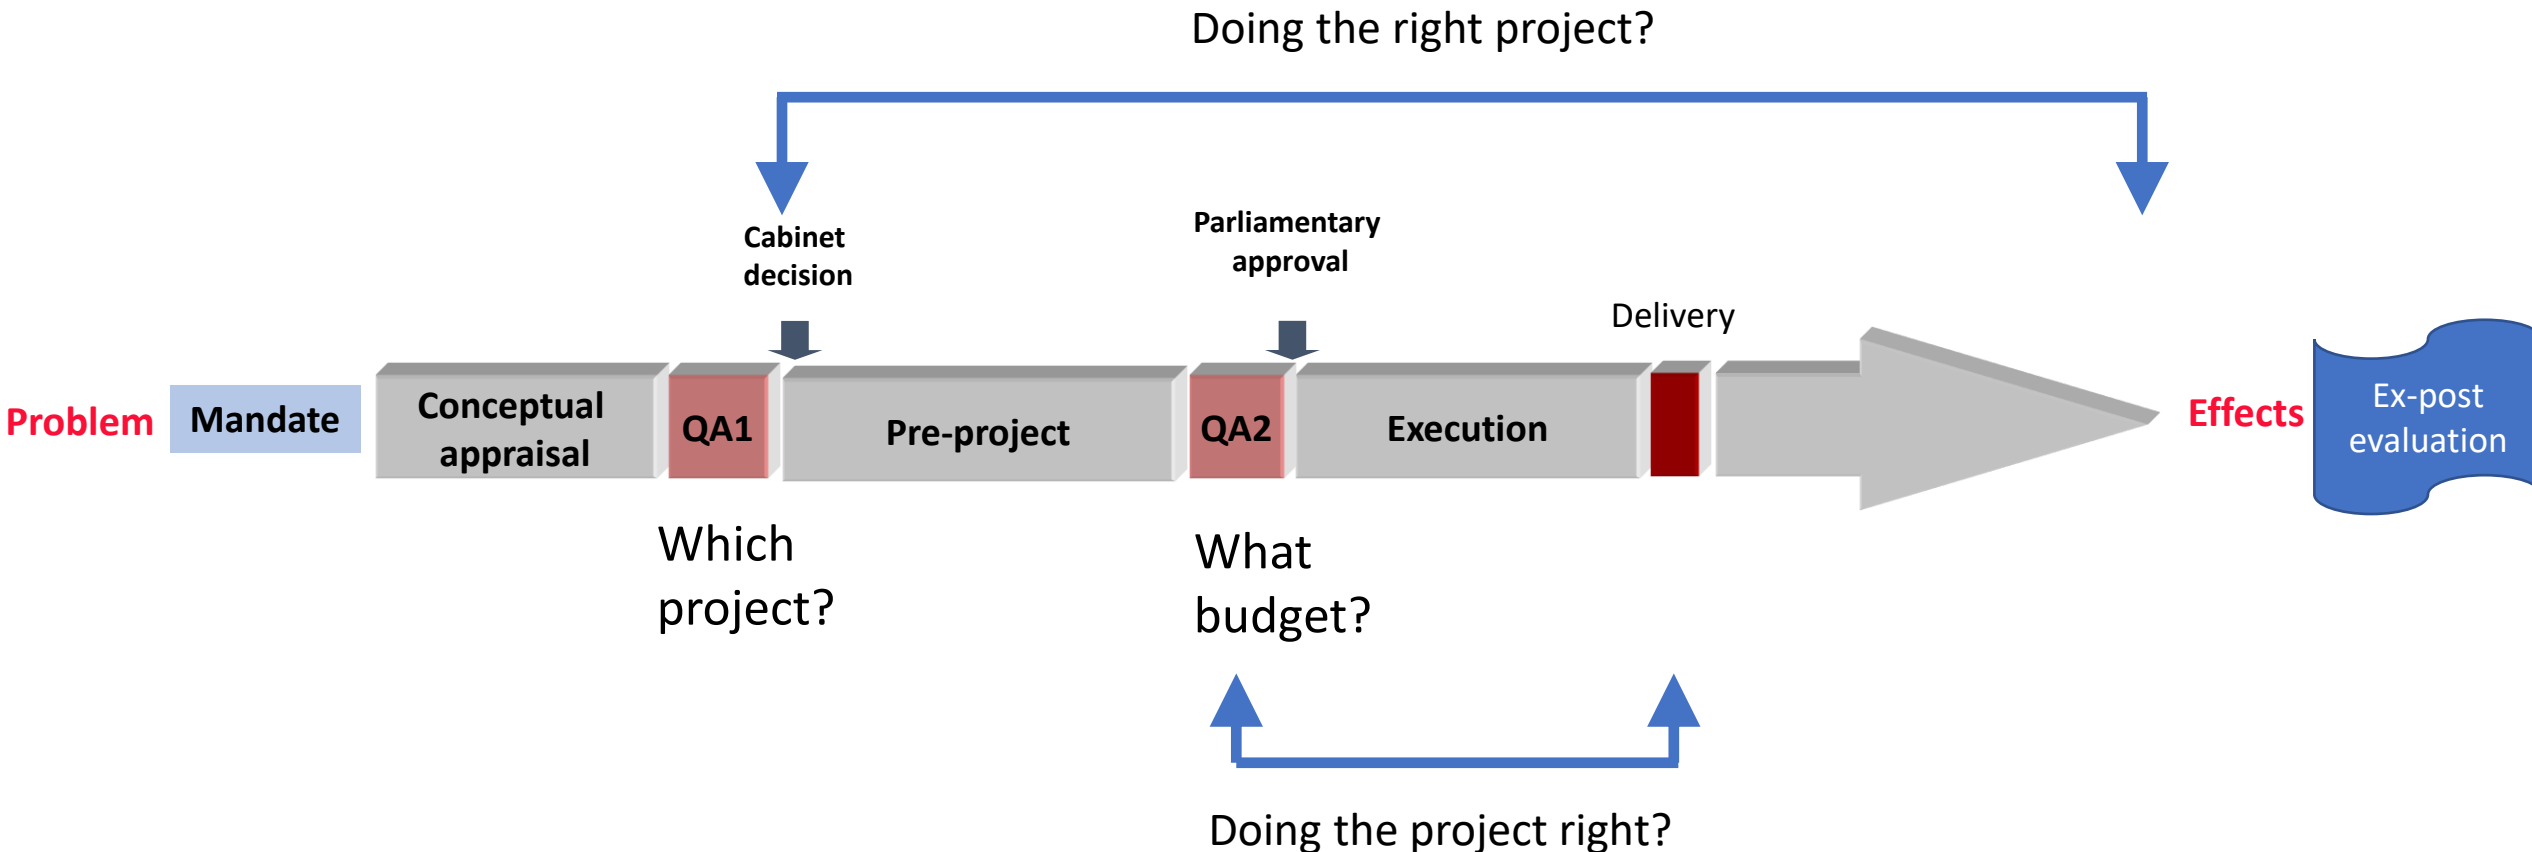 Doing the right project?
Cabinet
decision
Parliamentary
approval
Delivery
Problem
Mandate
Conceptual
appraisal
QA1
Pre-project
QA2
Execution
Effects
Ex-post
evaluation
Which
project?
What
budget?
Doing the project right?